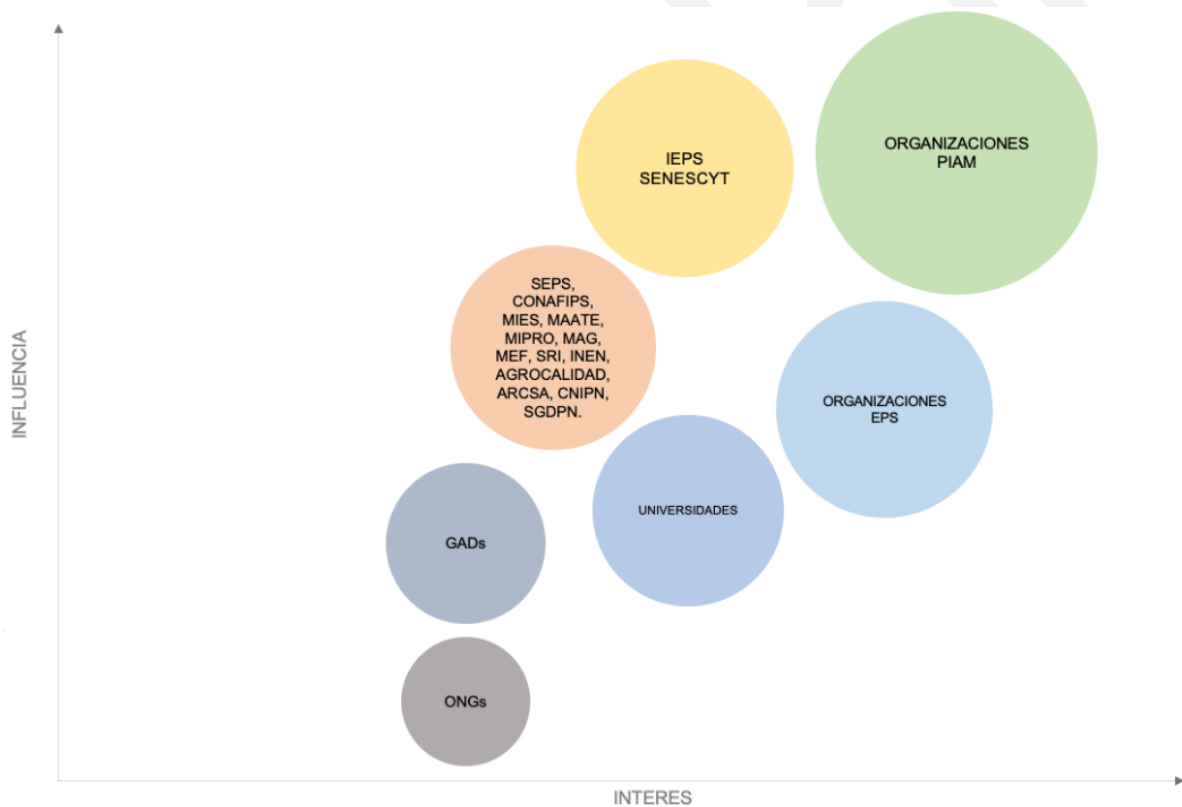 INFLUENCIA
ORGANIZACIONES
PIAM
IEPS
SENESCYT
SEPS,
CONAFIPS,
MIES, MAATE,
MIPRO, MAG,
MEF, SRI, INEN,
AGROCALIDAD,
ARCSA, CNIPN,
SGDPN.
ORGANIZACIONES
EPS
UNIVERSIDADES
GADs
ONGs
INTERES